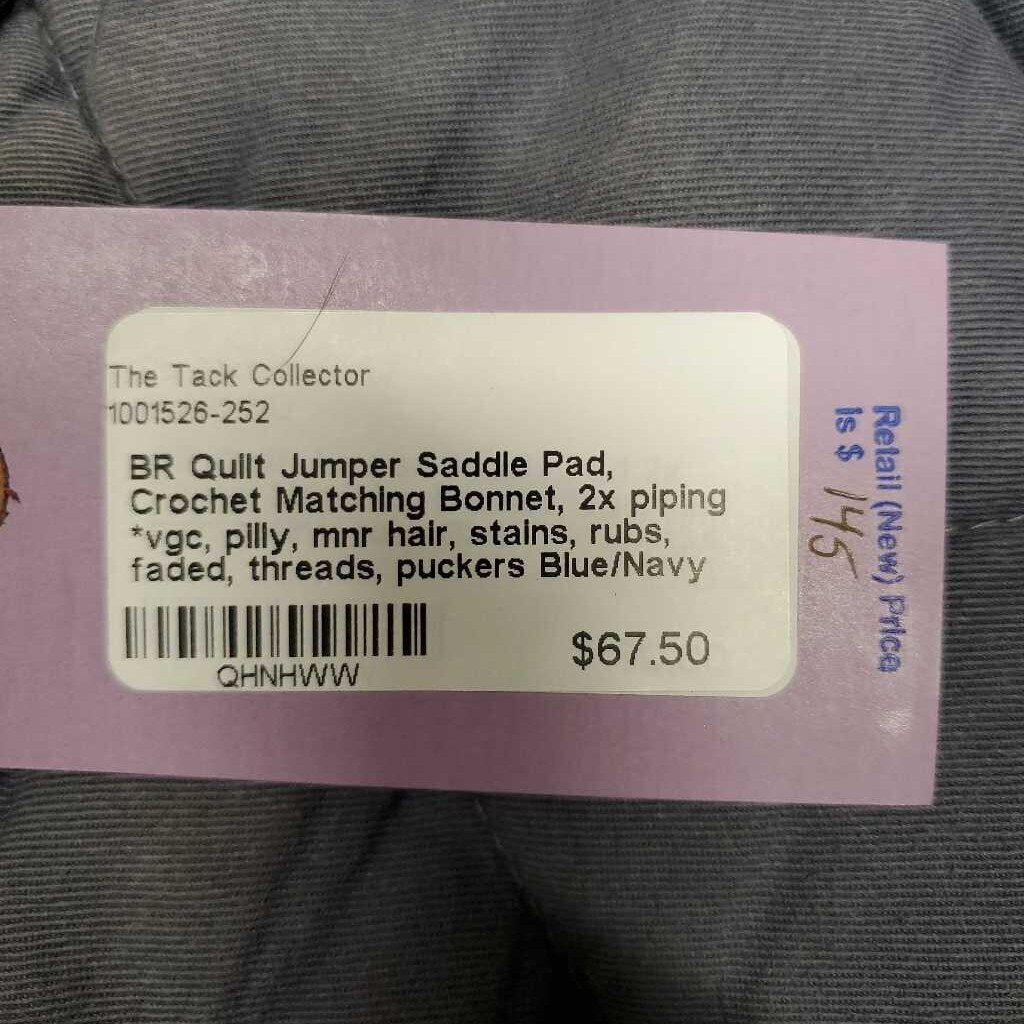 The Tack Collector
1001526-252
BR Quilt Jumper Saddle Pad,
Crochet Matching Bonnet, 2x piping
*vgc, pilly, mnr hair, stains, rubs,
faded, threads, puckers Blue/Navy
QHNHWW
$67.50
Retail (New) Price
Is $ 145